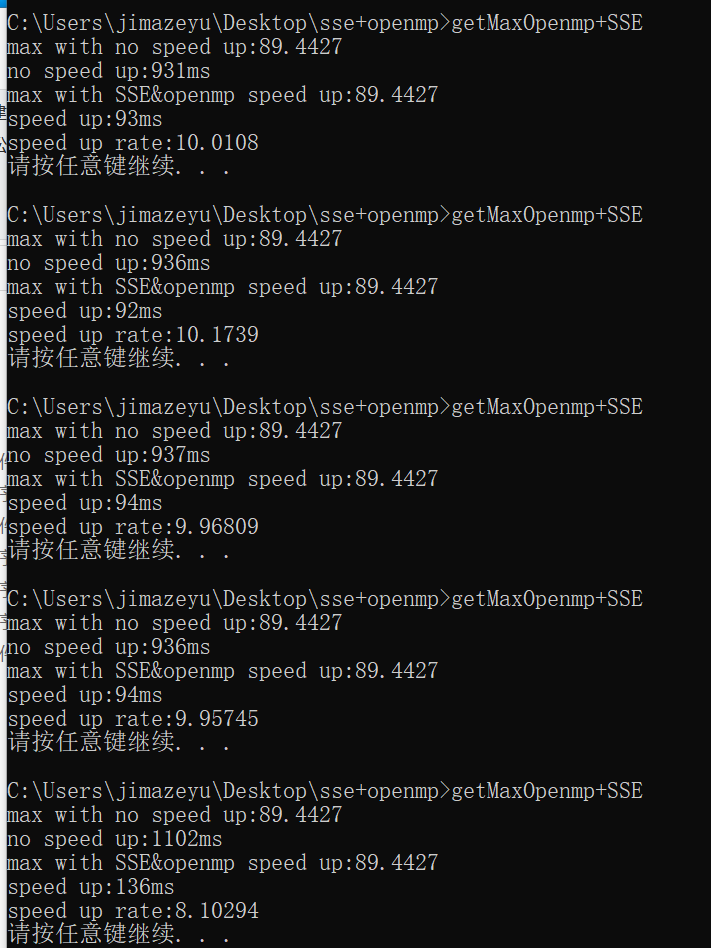 C:\Users\jimazeyu\Desktop\sse+openmp>getMaxOpenmp+SSE
max with no speed up:89.4427
no speed up:931ms
max with SSE&openmp speed up:89.4427
speed up:93ms
speed up rate:10.0108
请按任意键继续. . .
C:\Users\jimazeyu\Desktop\sse+openmp>getMaxOpenmp+SSE
max with no speed up:89.4427
no speed up:936ms
max with SSE&openmp speed up:89.4427
speed up:92ms
speed up rate:10.1739
请按任意键继续. . .
C:\Users\jimazeyu\Desktop\sse+openmp>getMaxOpenmp+SSE
max with no speed up:89.4427
no speed up:937ms
max with SSE&openmp speed up:89.4427
speed up:94ms
speed up rate:9.96809
请按任意键继续. . .
C:\Users\jimazeyu\Desktop\sse+openmp>getMaxOpenmp+SSE
max with no speed up:89.4427
no speed up:936ms
max with SSE&openmp speed up:89.4427
speed up:94ms
speed up rate:9.95745
请按任意键继续. . .
C:\Users\jimazeyu\Desktop\sse+openmp>getMaxOpenmp+SSE
max with no speed up:89.4427
no speed up:1102ms
max with SSE&openmp speed up:89.4427
speed up:136ms
speed up rate:8.10294
请按任意键继续. . .